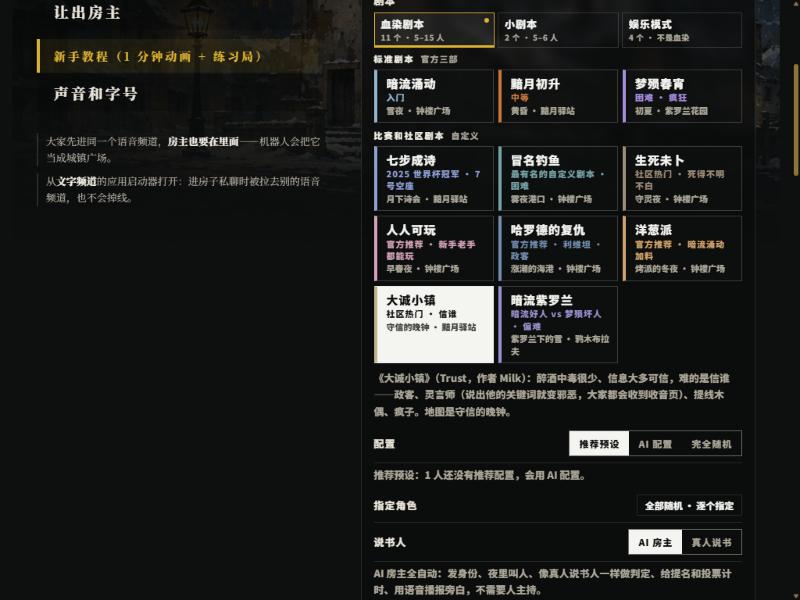 让出房主
新手教程（1 分钟动画 + 练习局）
声音和字号
大家先进同一个语音频道，房主也要在里面——机器人会把它
当成城镇广场。
从文字频道的应用启动器打开：进房子私聊时被拉去别的语音
频道，也不会掉线。
剧本
血染剧本
11 个 · 5–15 人
小剧本
2 个 · 5–6 人
娱乐模式
4 个 · 不是血染
标准剧本 官方三部
暗流涌动
入门
雪夜 · 钟楼广场
黯月初升
中等
黄昏 · 黯月驿站
梦殒春宵
困难 · 疯狂
初夏 · 紫罗兰花园
比赛和社区剧本 自定义
七步成诗
2025 世界杯冠军 · 7
号空座
月下诗会 · 钟楼广场
冒名钓鱼
最有名的自定义剧本 ·
困难
雾夜港口 · 钟楼广场
生死未卜
社区热门 · 死得不明
不白
守灵夜 · 钟楼广场
人人可玩
官方推荐 · 新手老手
都能玩
早春夜 · 钟楼广场
哈罗德的复仇
官方推荐 · 利维坦 ·
政客
涨潮的海港 · 钟楼广场
洋葱派
官方推荐 · 暗流涌动
加料
烤派的冬夜 · 钟楼广场
大诚小镇
社区热门 · 信谁
守信的晚钟 · 黯月驿站
暗流紫罗兰
暗流好人 vs 梦殒坏人
· 偏难
紫罗兰下的雪 · 鸦木布拉
夫
《大诚小镇》（Trust，作者 Milk）：醉酒中毒很少、信息大多可信，难的是信谁
——政客、灵言师（说出他的关键词就变邪恶，大家都会收到收音页）、提线木
偶、疯子。地图是守信的晚钟。
配置
推荐预设
AI 配置
完全随机
推荐预设：1 人还没有推荐配置，会用 AI 配置。
指定角色
全部随机 · 逐个指定
说书人
AI 房主
真人说书
AI 房主全自动：发身份、夜里叫人、像真人说书人一样做判定、给提名和投票计
时、用语音播报旁白，不需要人主持。